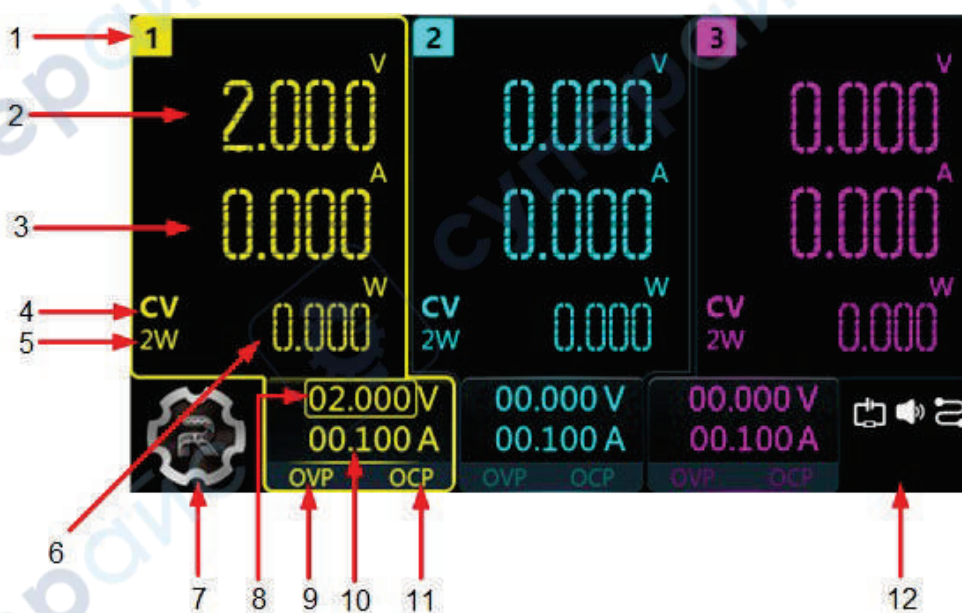 1 1 2 3
V V V
2 2.000 0.000 0.000
A A A
3 0.000 0.000 0.000
W W W
4 CV CV CV
5 2W 0.000 2W 0.000 2W 0.000
02.000 V 00.000 V 00.000 V
00.100 A 00.100 A 00.100 A
OVP OCP OVP OCP OVP OCP
6
7 8 9 10 11 12
суперайс